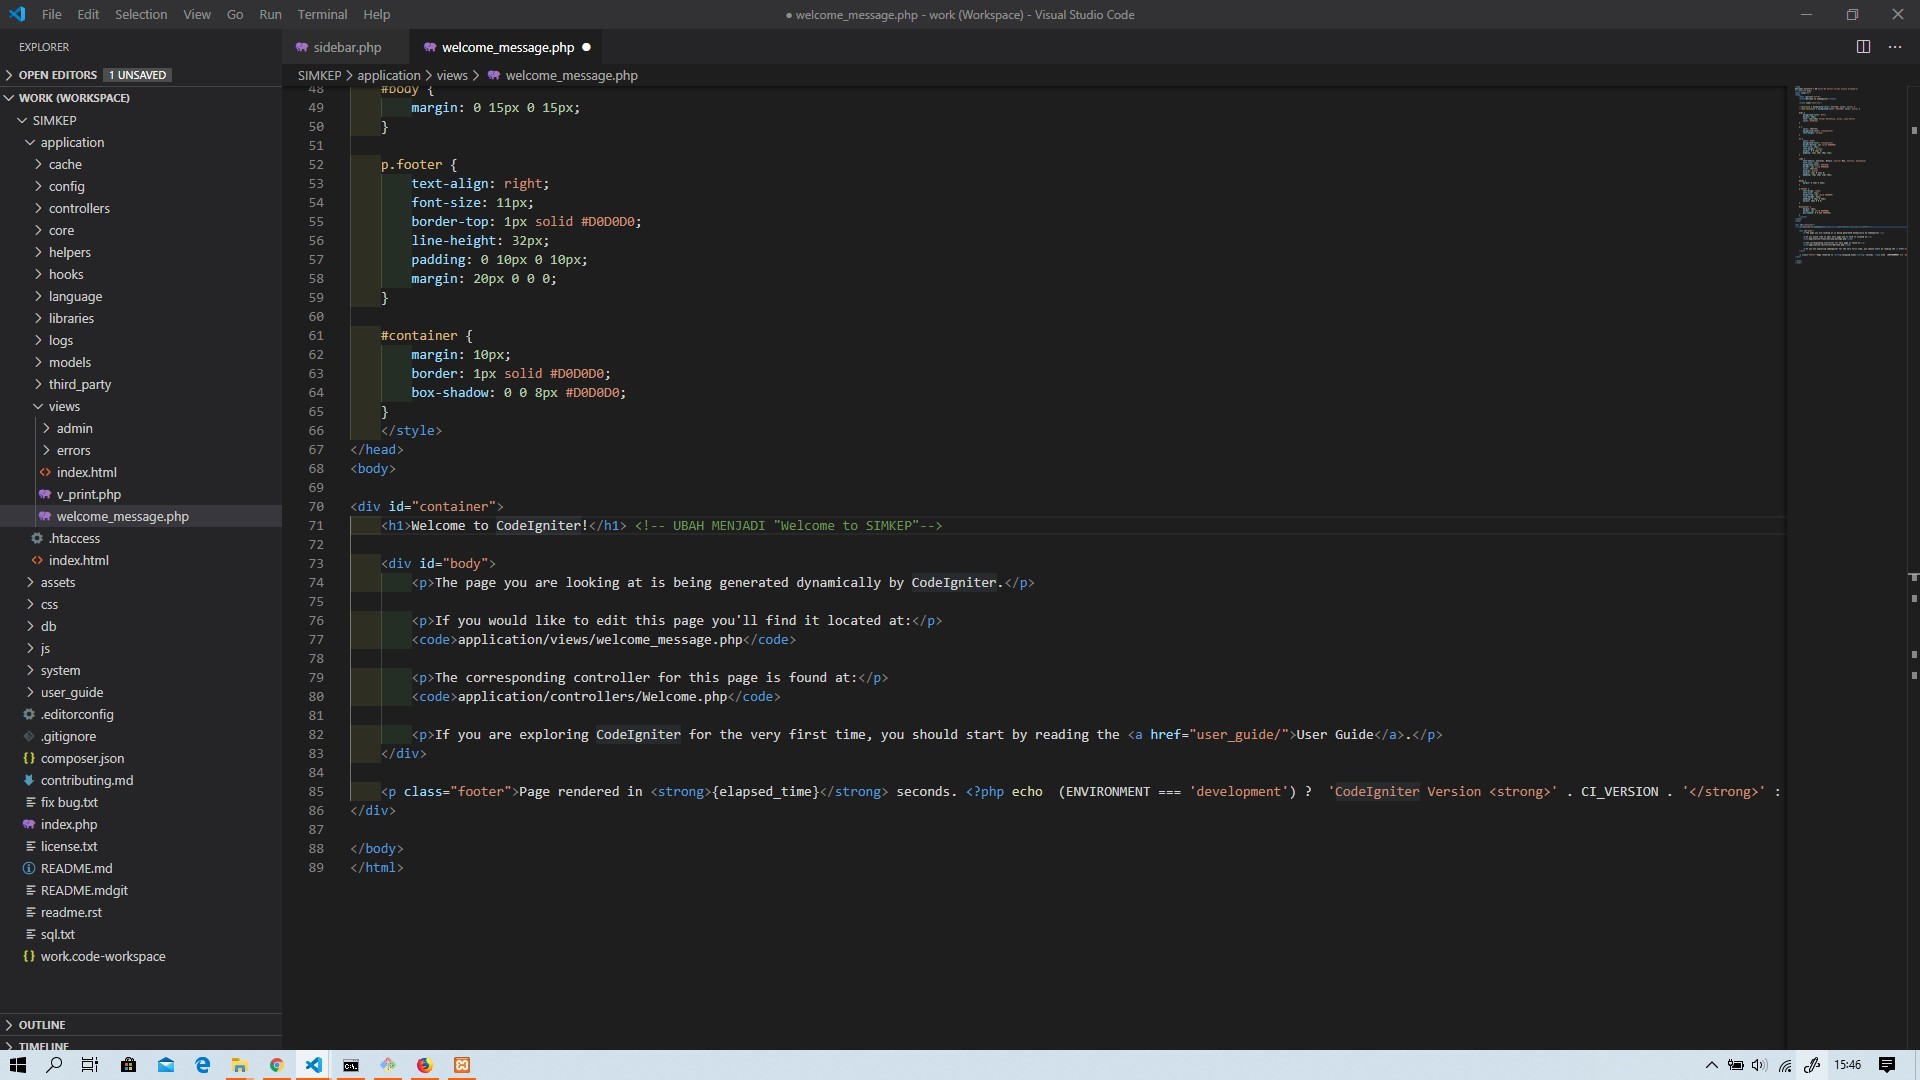 File Edit Selection View Go Run Terminal Help
● welcome_message.php - work (Workspace) - Visual Studio Code
EXPLORER
OPEN EDITORS 1 UNSAVED
WORK (WORKSPACE)
SIMKEP
application
cache
config
controllers
core
helpers
hooks
language
libraries
logs
models
third_party
views
admin
errors
index.html
v_print.php
welcome_message.php
.htaccess
index.html
assets
css
db
js
system
user_guide
.editorconfig
.gitignore
composer.json
contributing.md
fix bug.txt
index.php
license.txt
README.md
README.mdgit
readme.rst
sql.txt
work.code-workspace
OUTLINE
TIMELINE
sidebar.php
welcome_message.php ●
SIMKEP > application > views > welcome_message.php
48 #body {
49 margin: 0 15px 0 15px;
50 }
51
52 p.footer {
53 text-align: right;
54 font-size: 11px;
55 border-top: 1px solid #D0D0D0;
56 line-height: 32px;
57 padding: 0 10px 0 10px;
58 margin: 20px 0 0 0;
59 }
60
61 #container {
62 margin: 10px;
63 border: 1px solid #D0D0D0;
64 box-shadow: 0 0 8px #D0D0D0;
65 }
66 </style>
67 </head>
68 <body>
69
70 <div id="container">
71 <h1>Welcome to CodeIgniter!</h1> <!-- UBAH MENJADI "Welcome to SIMKEP"-->
72
73 <div id="body">
74 <p>The page you are looking at is being generated dynamically by CodeIgniter.</p>
75
76 <p>If you would like to edit this page you'll find it located at:</p>
77 <code>application/views/welcome_message.php</code>
78
79 <p>The corresponding controller for this page is found at:</p>
80 <code>application/controllers/Welcome.php</code>
81
82 <p>If you are exploring CodeIgniter for the very first time, you should start by reading the <a href="user_guide/">User Guide</a>.</p>
83 </div>
84
85 <p class="footer">Page rendered in <strong>{elapsed_time}</strong> seconds. <?php echo  (ENVIRONMENT === 'development') ?  'CodeIgniter Version <strong>' . CI_VERSION . '</strong>' :
86 </div>
87
88 </body>
89 </html>
15:46